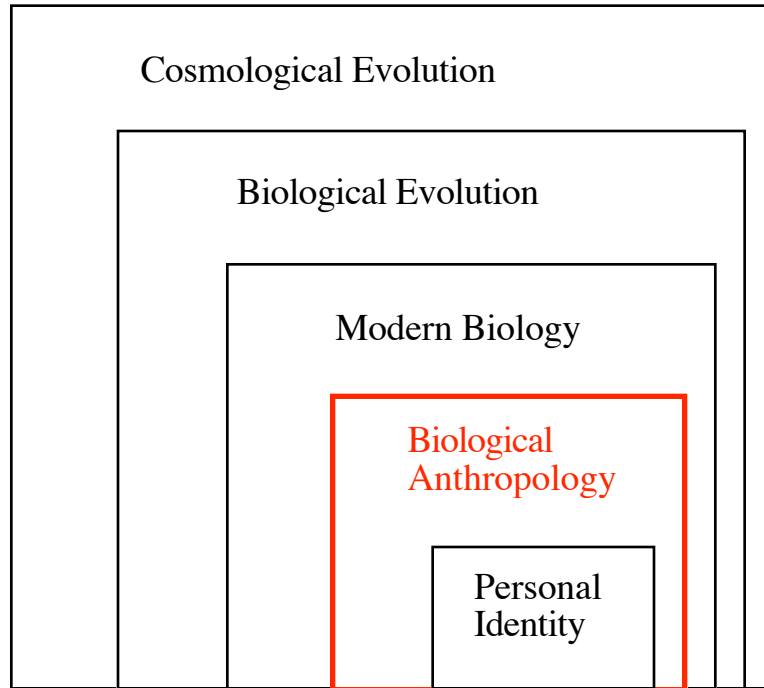 Cosmological Evolution
Biological Evolution
Modern Biology
Biological
Anthropology
Personal
Identity